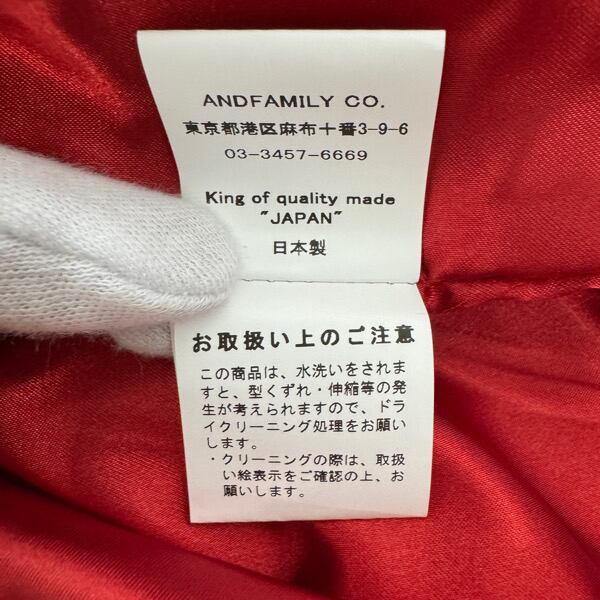 ANDFAMILY CO.
東京都港区麻布十番3-9-6
03-3457-6669
King of quality made
"JAPAN"
日本製
お取扱い上のご注意
この商品は、水洗いをされま
すと、型くずれ・伸縮等の発
生が考えられますので、ドラ
イクリーニング処理をお願い
します。
・クリーニングの際は、取扱
い絵表示をご確認の上、お
願いします。